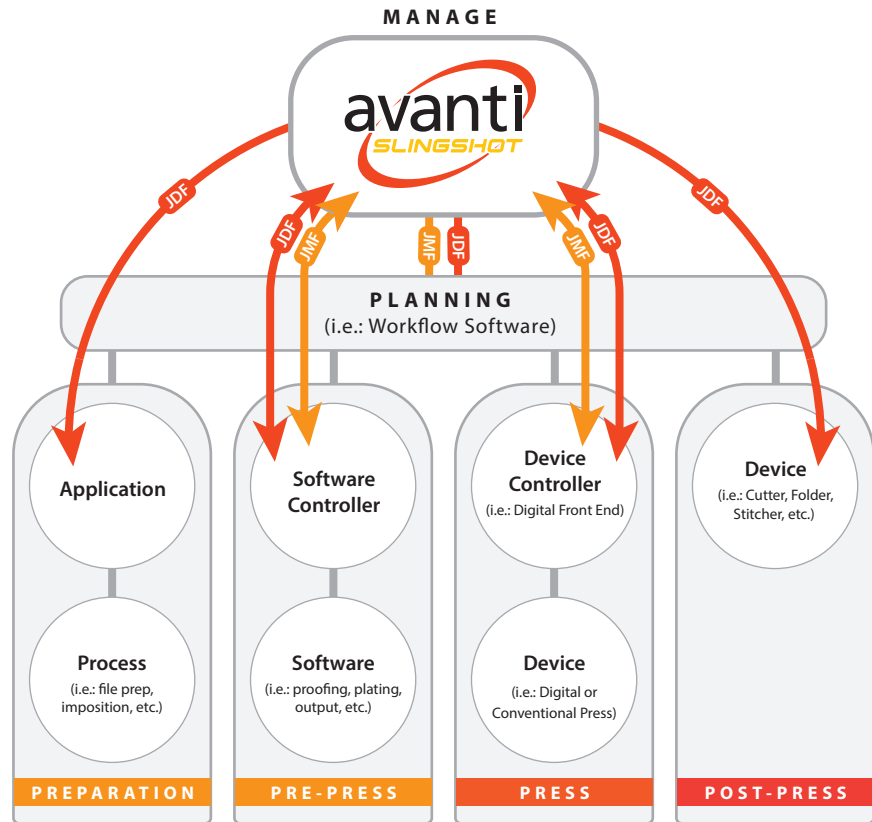 MANAGE
avanti
SLINGSHOT
JDF
JDF
JDF
JMF
JMF
JDF
JMF
JDF
PLANNING
(i.e.: Workflow Software)
Application
Software
Controller
Device
Controller
(i.e.: Digital Front End)
Device
(i.e.: Cutter, Folder,
Stitcher, etc.)
Process
(i.e.: file prep,
imposition, etc.)
Software
(i.e.: proofing, plating,
output, etc.)
Device
(i.e.: Digital or
Conventional Press)
PREPARATION
PRE-PRESS
PRESS
POST-PRESS